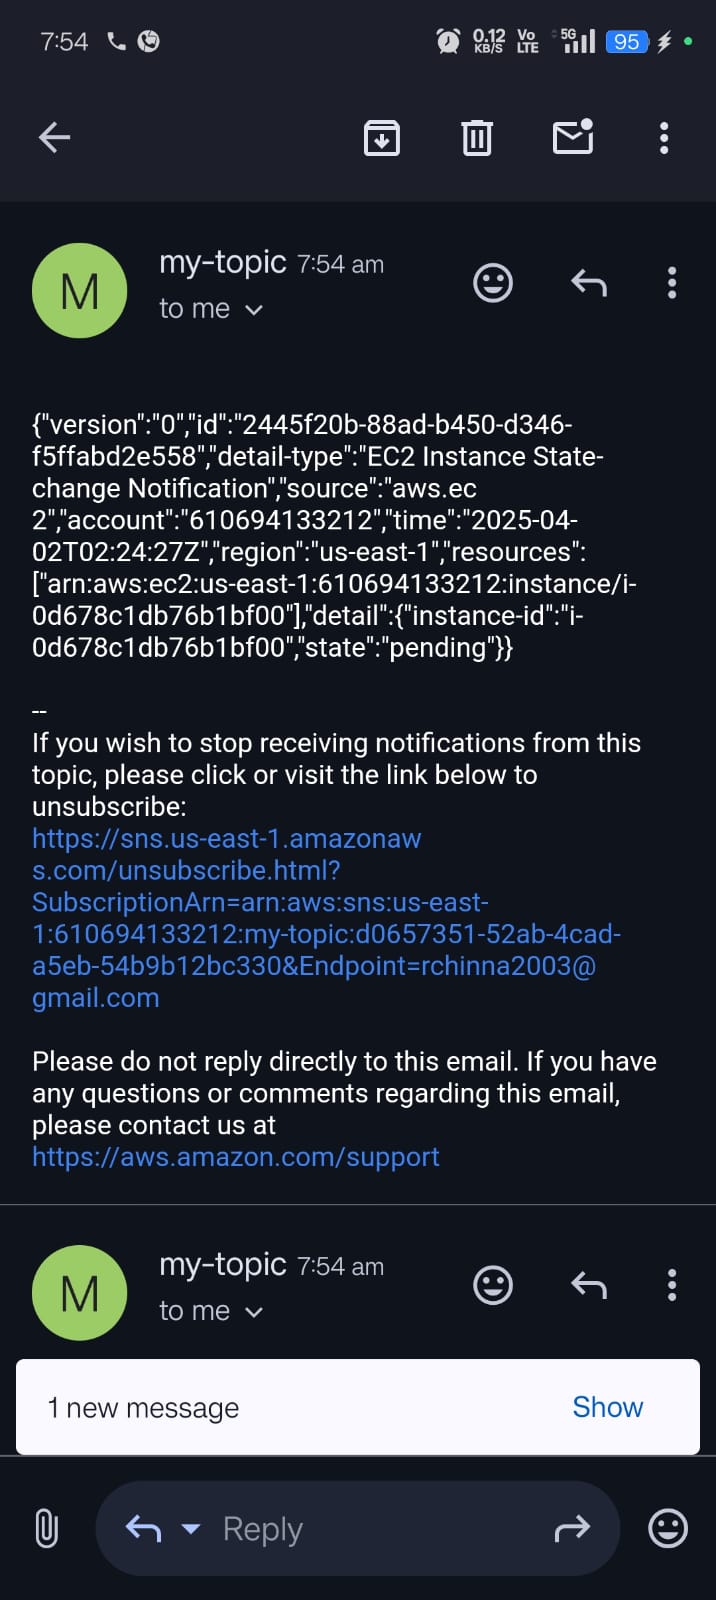 7:54
0.12 KB/S
Vo LTE
5G
95
M
my-topic 7:54 am
to me
{"version":"0","id":"2445f20b-88ad-b450-d346-
f5ffabd2e558","detail-type":"EC2 Instance State-
change Notification","source":"aws.ec
2","account":"610694133212","time":"2025-04-
02T02:24:27Z","region":"us-east-1","resources":
["arn:aws:ec2:us-east-1:610694133212:instance/i-
0d678c1db76b1bf00"],"detail":{"instance-id":"i-
0d678c1db76b1bf00","state":"pending"}}
--
If you wish to stop receiving notifications from this
topic, please click or visit the link below to
unsubscribe:
https://sns.us-east-1.amazonaw
s.com/unsubscribe.html?
SubscriptionArn=arn:aws:sns:us-east-
1:610694133212:my-topic:d0657351-52ab-4cad-
a5eb-54b9b12bc330&Endpoint=rchinna2003@
gmail.com
Please do not reply directly to this email. If you have
any questions or comments regarding this email,
please contact us at
https://aws.amazon.com/support
M
my-topic 7:54 am
to me
1 new message
Show
Reply